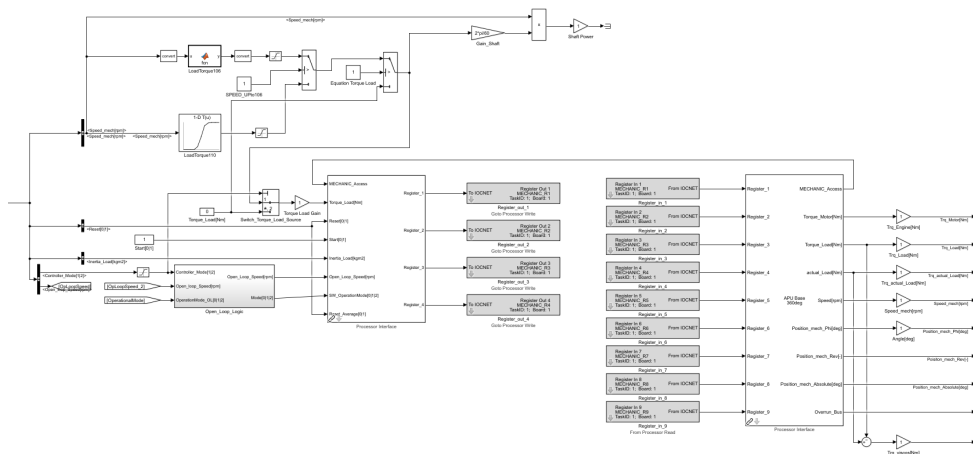 <Speed_mech[rpm]>
x
1
Shaft Power
2*pi/60
Gain_Shaft
convert
u
y
fcn
LoadTorque106
convert
1
SPEED_UPto106
1
Equation Torque Load
<Speed_mech[rpm]>
<Speed_mech[rpm]>
<Speed_mech[rpm]>
1-D T(u)
LoadTorque110
0
Torque_Load[Nm]
Switch_Torque_Load_Source
1
Torque Load Gain
<Reset[0|1]>
1
Start[0|1]
<Inertia_Load[kgm2]>
<Controller_Mode[1|2]>
[OpLoopSpeed]
[OpLoopSpeed_2]
[OperationalMode]
Controller_Mode[1|2]
Open_loop_Speed[rpm]
Open_Loop_Speed[rpm]
Mode[0|1|2]
Open_Loop_Logic
MECHANIC_Access
Torque_Load[Nm]
Reset[0|1]
Start[0|1]
Inertia_Load[kgm2]
Open_Loop_Speed[rpm]
SW_OperationMode[0|1|2]
Reset_Average[0|1]
Register_1
Register_2
Register_3
Register_4
Processor Interface
To IOCNET
Register Out 1
MECHANIC_R1
TaskID: 1; Board: 1
Register_out_1
Goto Processor Write
To IOCNET
Register Out 2
MECHANIC_R2
TaskID: 1; Board: 1
Register_out_2
Goto Processor Write
To IOCNET
Register Out 3
MECHANIC_R3
TaskID: 1; Board: 1
Register_out_3
Goto Processor Write
To IOCNET
Register Out 4
MECHANIC_R4
TaskID: 1; Board: 1
Register_out_4
Goto Processor Write
Register In 1
MECHANIC_R1
TaskID: 1; Board: 1
From IOCNET
Register_in_1
Register In 2
MECHANIC_R2
TaskID: 1; Board: 1
From IOCNET
Register_in_2
Register In 3
MECHANIC_R3
TaskID: 1; Board: 1
From IOCNET
Register_in_3
Register In 4
MECHANIC_R4
TaskID: 1; Board: 1
From IOCNET
Register_in_4
Register In 5
MECHANIC_R5
TaskID: 1; Board: 1
From IOCNET
Register_in_5
Register In 6
MECHANIC_R6
TaskID: 1; Board: 1
From IOCNET
Register_in_6
Register In 7
MECHANIC_R7
TaskID: 1; Board: 1
From IOCNET
Register_in_7
Register In 8
MECHANIC_R8
TaskID: 1; Board: 1
From IOCNET
Register_in_8
Register In 9
MECHANIC_R9
TaskID: 1; Board: 1
From IOCNET
Register_in_9
From Processor Read
Register_1
Register_2
Register_3
Register_4
Register_5
Register_6
Register_7
Register_8
Register_9
APU Base
360deg
MECHANIC_Access
Torque_Motor[Nm]
Torque_Load[Nm]
actual_Load[Nm]
Speed[rpm]
Position_mech_Phi[deg]
Position_mech_Rev[-]
Position_mech_Absolute[deg]
Overrun_Bus
Processor Interface
1
Trq_Engine[Nm]
Trq_Motor[Nm]
1
Trq_Load[Nm]
Trq_Load[Nm]
1
Trq_actual_Load[Nm]
Trq_actual_Load[Nm]
1
Speed_mech[rpm]
Speed_mech[rpm]
1
Angle[deg]
Position_mech_Phi[deg]
Position_mech_Rev[-]
Position_mech_Absolute[deg]
1